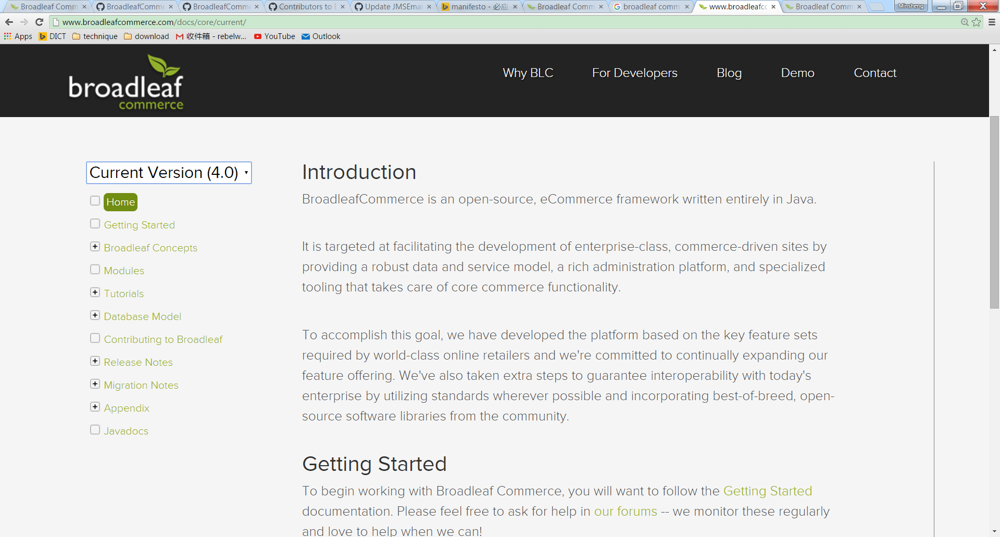 Broadleaf Comm
BroadleafComme
BroadleafComme
Contributors to
Update JMSEmai
manifesto - 必应
Broadleaf Comm
broadleaf comm
www.broadleafcc
Broadleaf Comm
Minsheng
www.broadleafcommerce.com/docs/core/current/
Apps DICT technique download 收件箱 - rebelw... YouTube Outlook
broadleaf
commerce
Why BLC For Developers Blog Demo Contact
Current Version (4.0)
Home
Getting Started
Broadleaf Concepts
Modules
Tutorials
Database Model
Contributing to Broadleaf
Release Notes
Migration Notes
Appendix
Javadocs
Introduction
BroadleafCommerce is an open-source, eCommerce framework written entirely in Java.
It is targeted at facilitating the development of enterprise-class, commerce-driven sites by
providing a robust data and service model, a rich administration platform, and specialized
tooling that takes care of core commerce functionality.
To accomplish this goal, we have developed the platform based on the key feature sets
required by world-class online retailers and we're committed to continually expanding our
feature offering. We've also taken extra steps to guarantee interoperability with today's
enterprise by utilizing standards wherever possible and incorporating best-of-breed, open-
source software libraries from the community.
Getting Started
To begin working with Broadleaf Commerce, you will want to follow the Getting Started
documentation. Please feel free to ask for help in our forums -- we monitor these regularly
and love to help when we can!